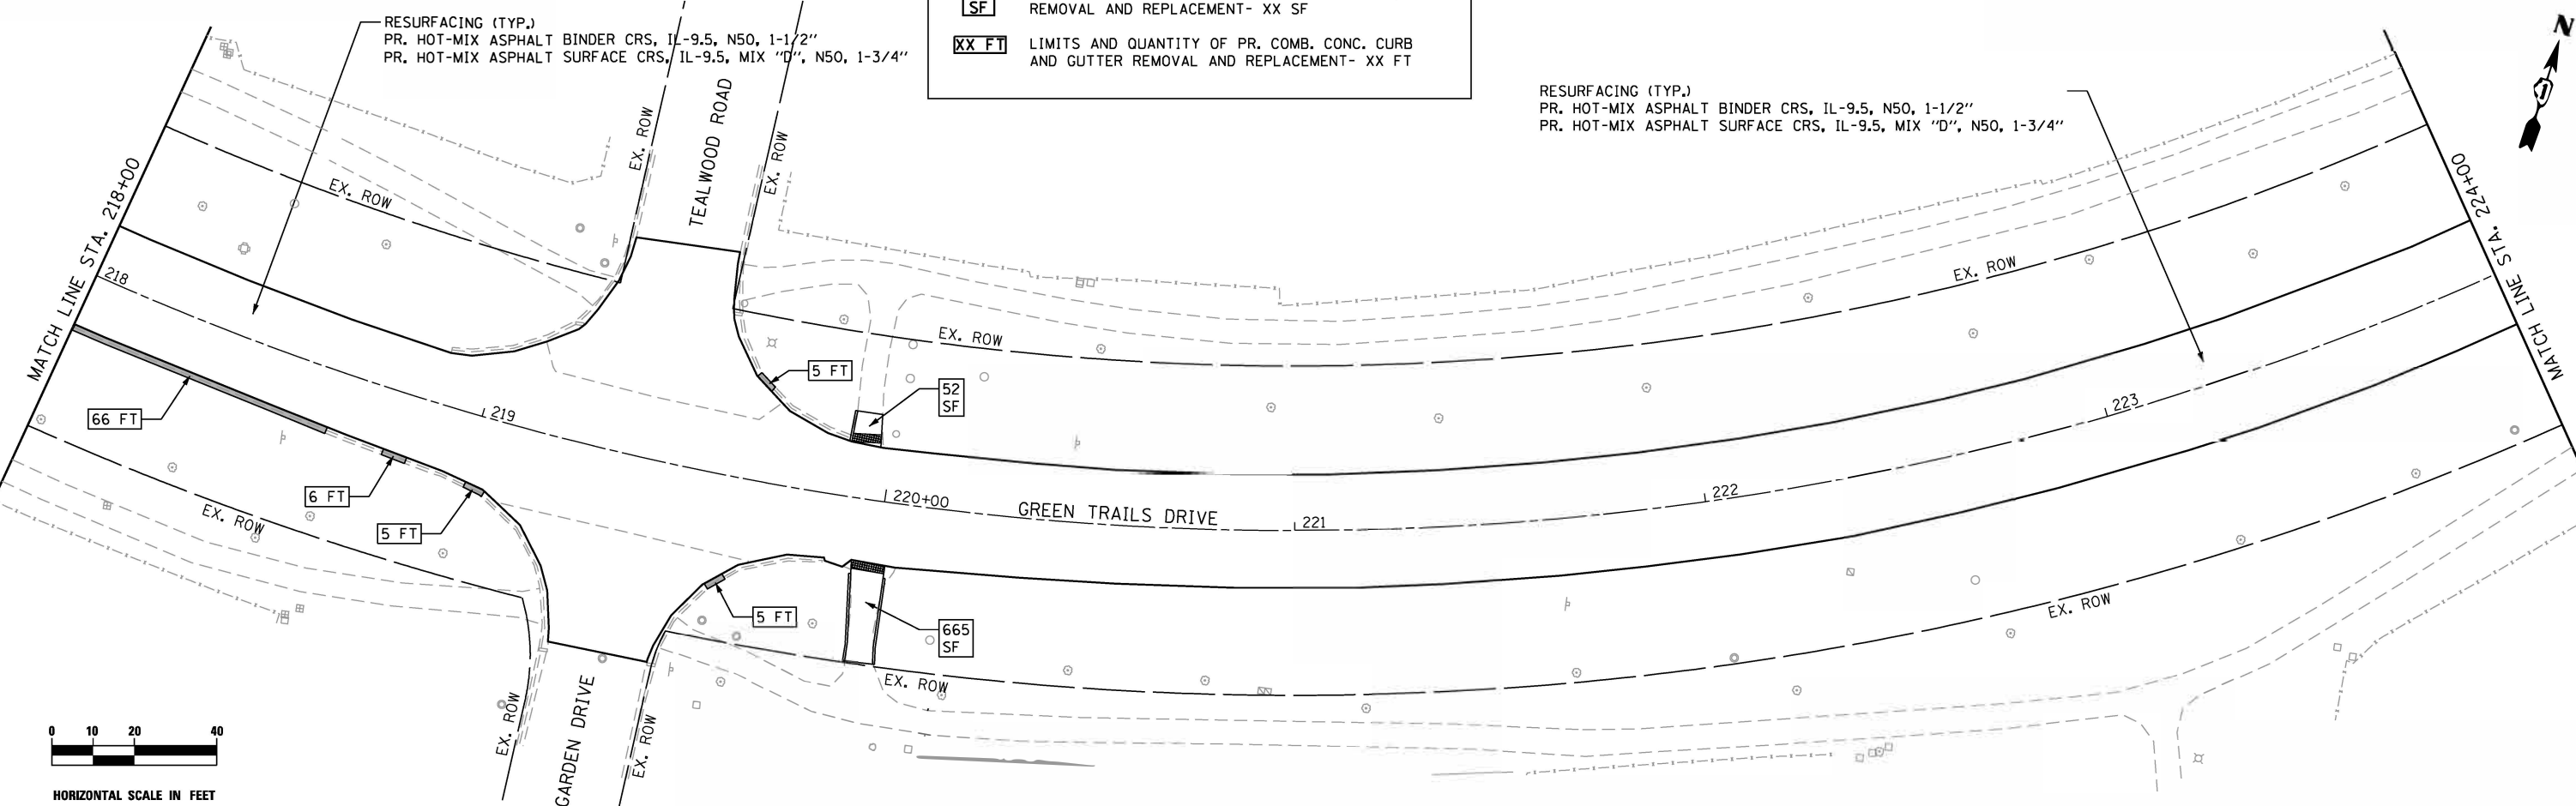 RESURFACING (TYP.)
PR. HOT-MIX ASPHALT BINDER CRS, IL-9.5, N50, 1-1/2"
PR. HOT-MIX ASPHALT SURFACE CRS, IL-9.5, MIX "D", N50, 1-3/4"
SF
REMOVAL AND REPLACEMENT- XX SF
XX FT
LIMITS AND QUANTITY OF PR. COMB. CONC. CURB
AND GUTTER REMOVAL AND REPLACEMENT- XX FT
RESURFACING (TYP.)
PR. HOT-MIX ASPHALT BINDER CRS, IL-9.5, N50, 1-1/2"
PR. HOT-MIX ASPHALT SURFACE CRS, IL-9.5, MIX "D", N50, 1-3/4"
N
1
MATCH LINE STA. 218+00
EX. ROW
EX. ROW
TEALWOOD ROAD
EX. ROW
MATCH LINE STA. 224+00
MATCH LINE STA.
218
EX. ROW
EX. ROW
5 FT
52
SF
66 FT
219
223
6 FT
5 FT
EX. ROW
220+00
GREEN TRAILS DRIVE
221
222
5 FT
665
SF
EX. ROW
EX. ROW
EX. ROW
GARDEN DRIVE
EX. ROW
0 10 20 40
HORIZONTAL SCALE IN FEET